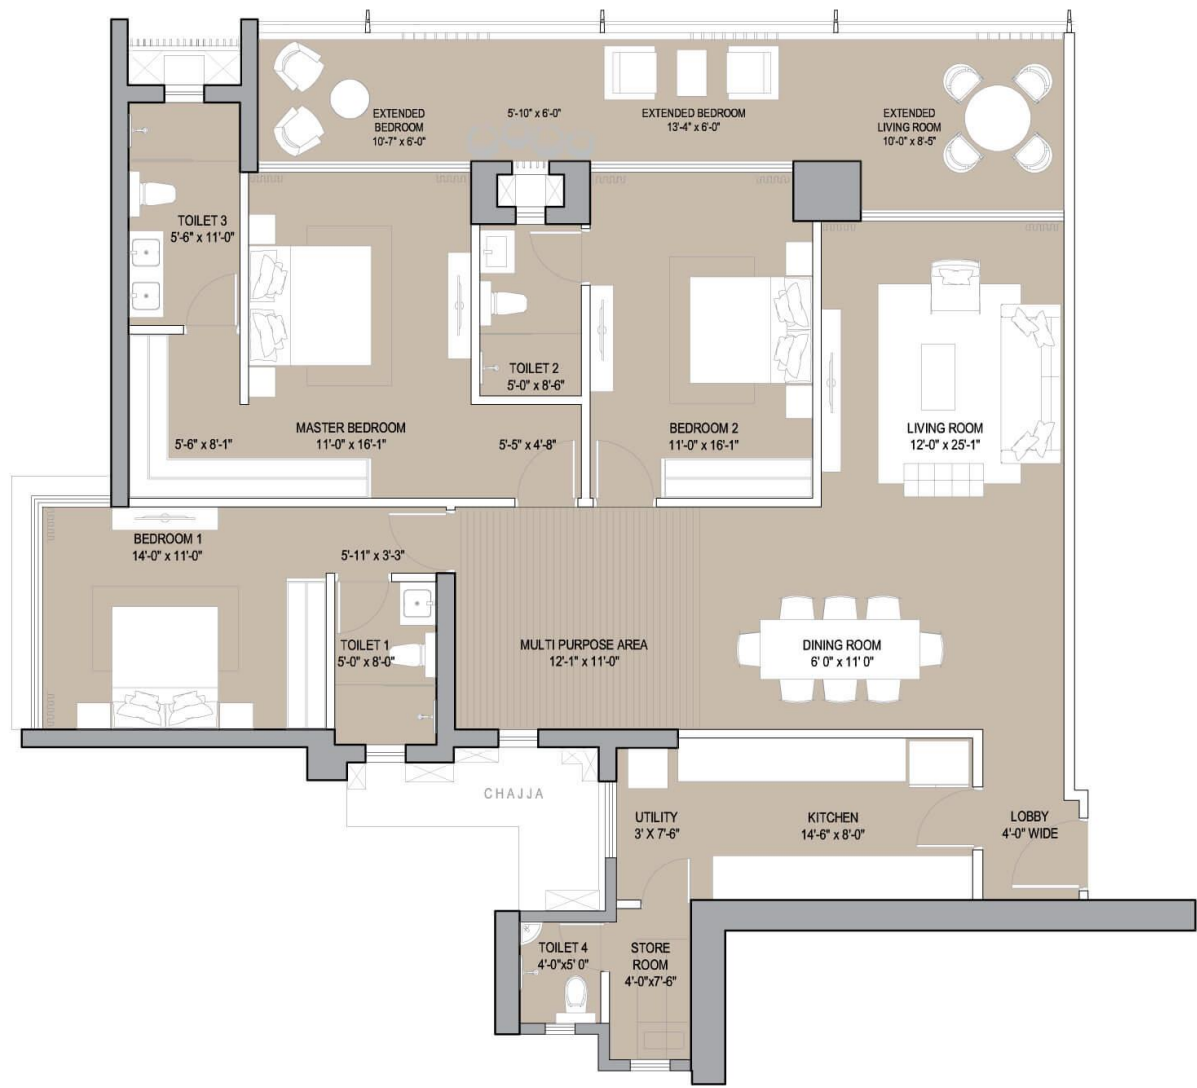 EXTENDED
BEDROOM
10'-7" x 6'-0"
5'-10" x 6'-0"
EXTENDED BEDROOM
13'-4" x 6'-0"
EXTENDED
LIVING ROOM
10'-0" x 8'-5"
TOILET 3
5'-6" x 11'-0"
TOILET 2
5'-0" x 8'-6"
5'-6" x 8'-1"
MASTER BEDROOM
11'-0" x 16'-1"
5'-5" x 4'-8"
BEDROOM 2
11'-0" x 16'-1"
LIVING ROOM
12'-0" x 25'-1"
BEDROOM 1
14'-0" x 11'-0"
5'-11" x 3'-3"
TOILET 1
5'-0" x 8'-0"
MULTI PURPOSE AREA
12'-1" x 11'-0"
DINING ROOM
6' 0" x 11' 0"
CHAJJA
UTILITY
3' X 7'-6"
KITCHEN
14'-6" x 8'-0"
LOBBY
4'-0" WIDE
TOILET 4
4'-0"x5' 0"
STORE
ROOM
4'-0"x7'-6"